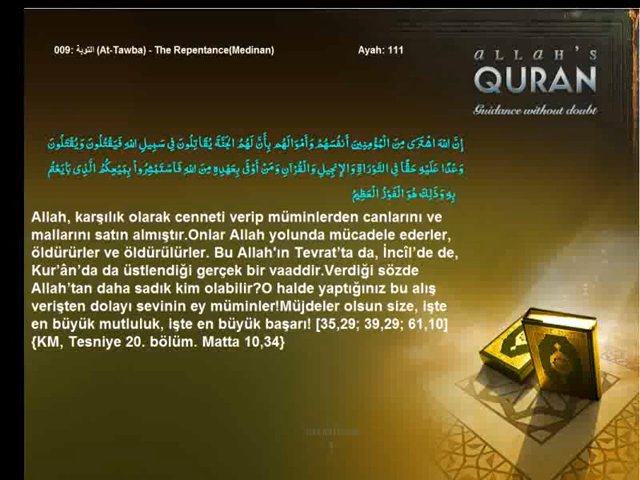 009: التوبة (At-Tawba) - The Repentance(Medinan) Ayah: 111
ALLAH'S
QURAN
Guidance without doubt
إِنَّ اللهَ اشْتَرَى مِنَ الْمُؤْمِنِينَ أَنفُسَهُمْ وَأَمْوَالَهُم بِأَنَّ لَهُمُ الْجَنَّةَ يُقَاتِلُونَ فِي سَبِيلِ اللهِ فَيَقْتُلُونَ وَيُقْتَلُونَ
وَعْدًا عَلَيْهِ حَقًّا فِي التَّوْرَاةِ وَالإِنجِيلِ وَالْقُرْآنِ وَمَنْ أَوْفَى بِعَهْدِهِ مِنَ اللهِ فَاسْتَبْشِرُواْ بِبَيْعِكُمُ الَّذِي بَايَعْتُم
بِهِ وَذَلِكَ هُوَ الْفَوْزُ الْعَظِيمُ
Allah, karşılık olarak cenneti verip müminlerden canlarını ve
mallarını satın almıştır.Onlar Allah yolunda mücadele ederler,
öldürürler ve öldürülürler. Bu Allah'ın Tevrat'ta da, İncîl'de de,
Kur'ân'da da üstlendiği gerçek bir vaaddir.Verdiği sözde
Allah'tan daha sadık kim olabilir?O halde yaptığınız bu alış
verişten dolayı sevinin ey müminler!Müjdeler olsun size, işte
en büyük mutluluk, işte en büyük başarı! [35,29; 39,29; 61,10]
{KM, Tesniye 20. bölüm. Matta 10,34}